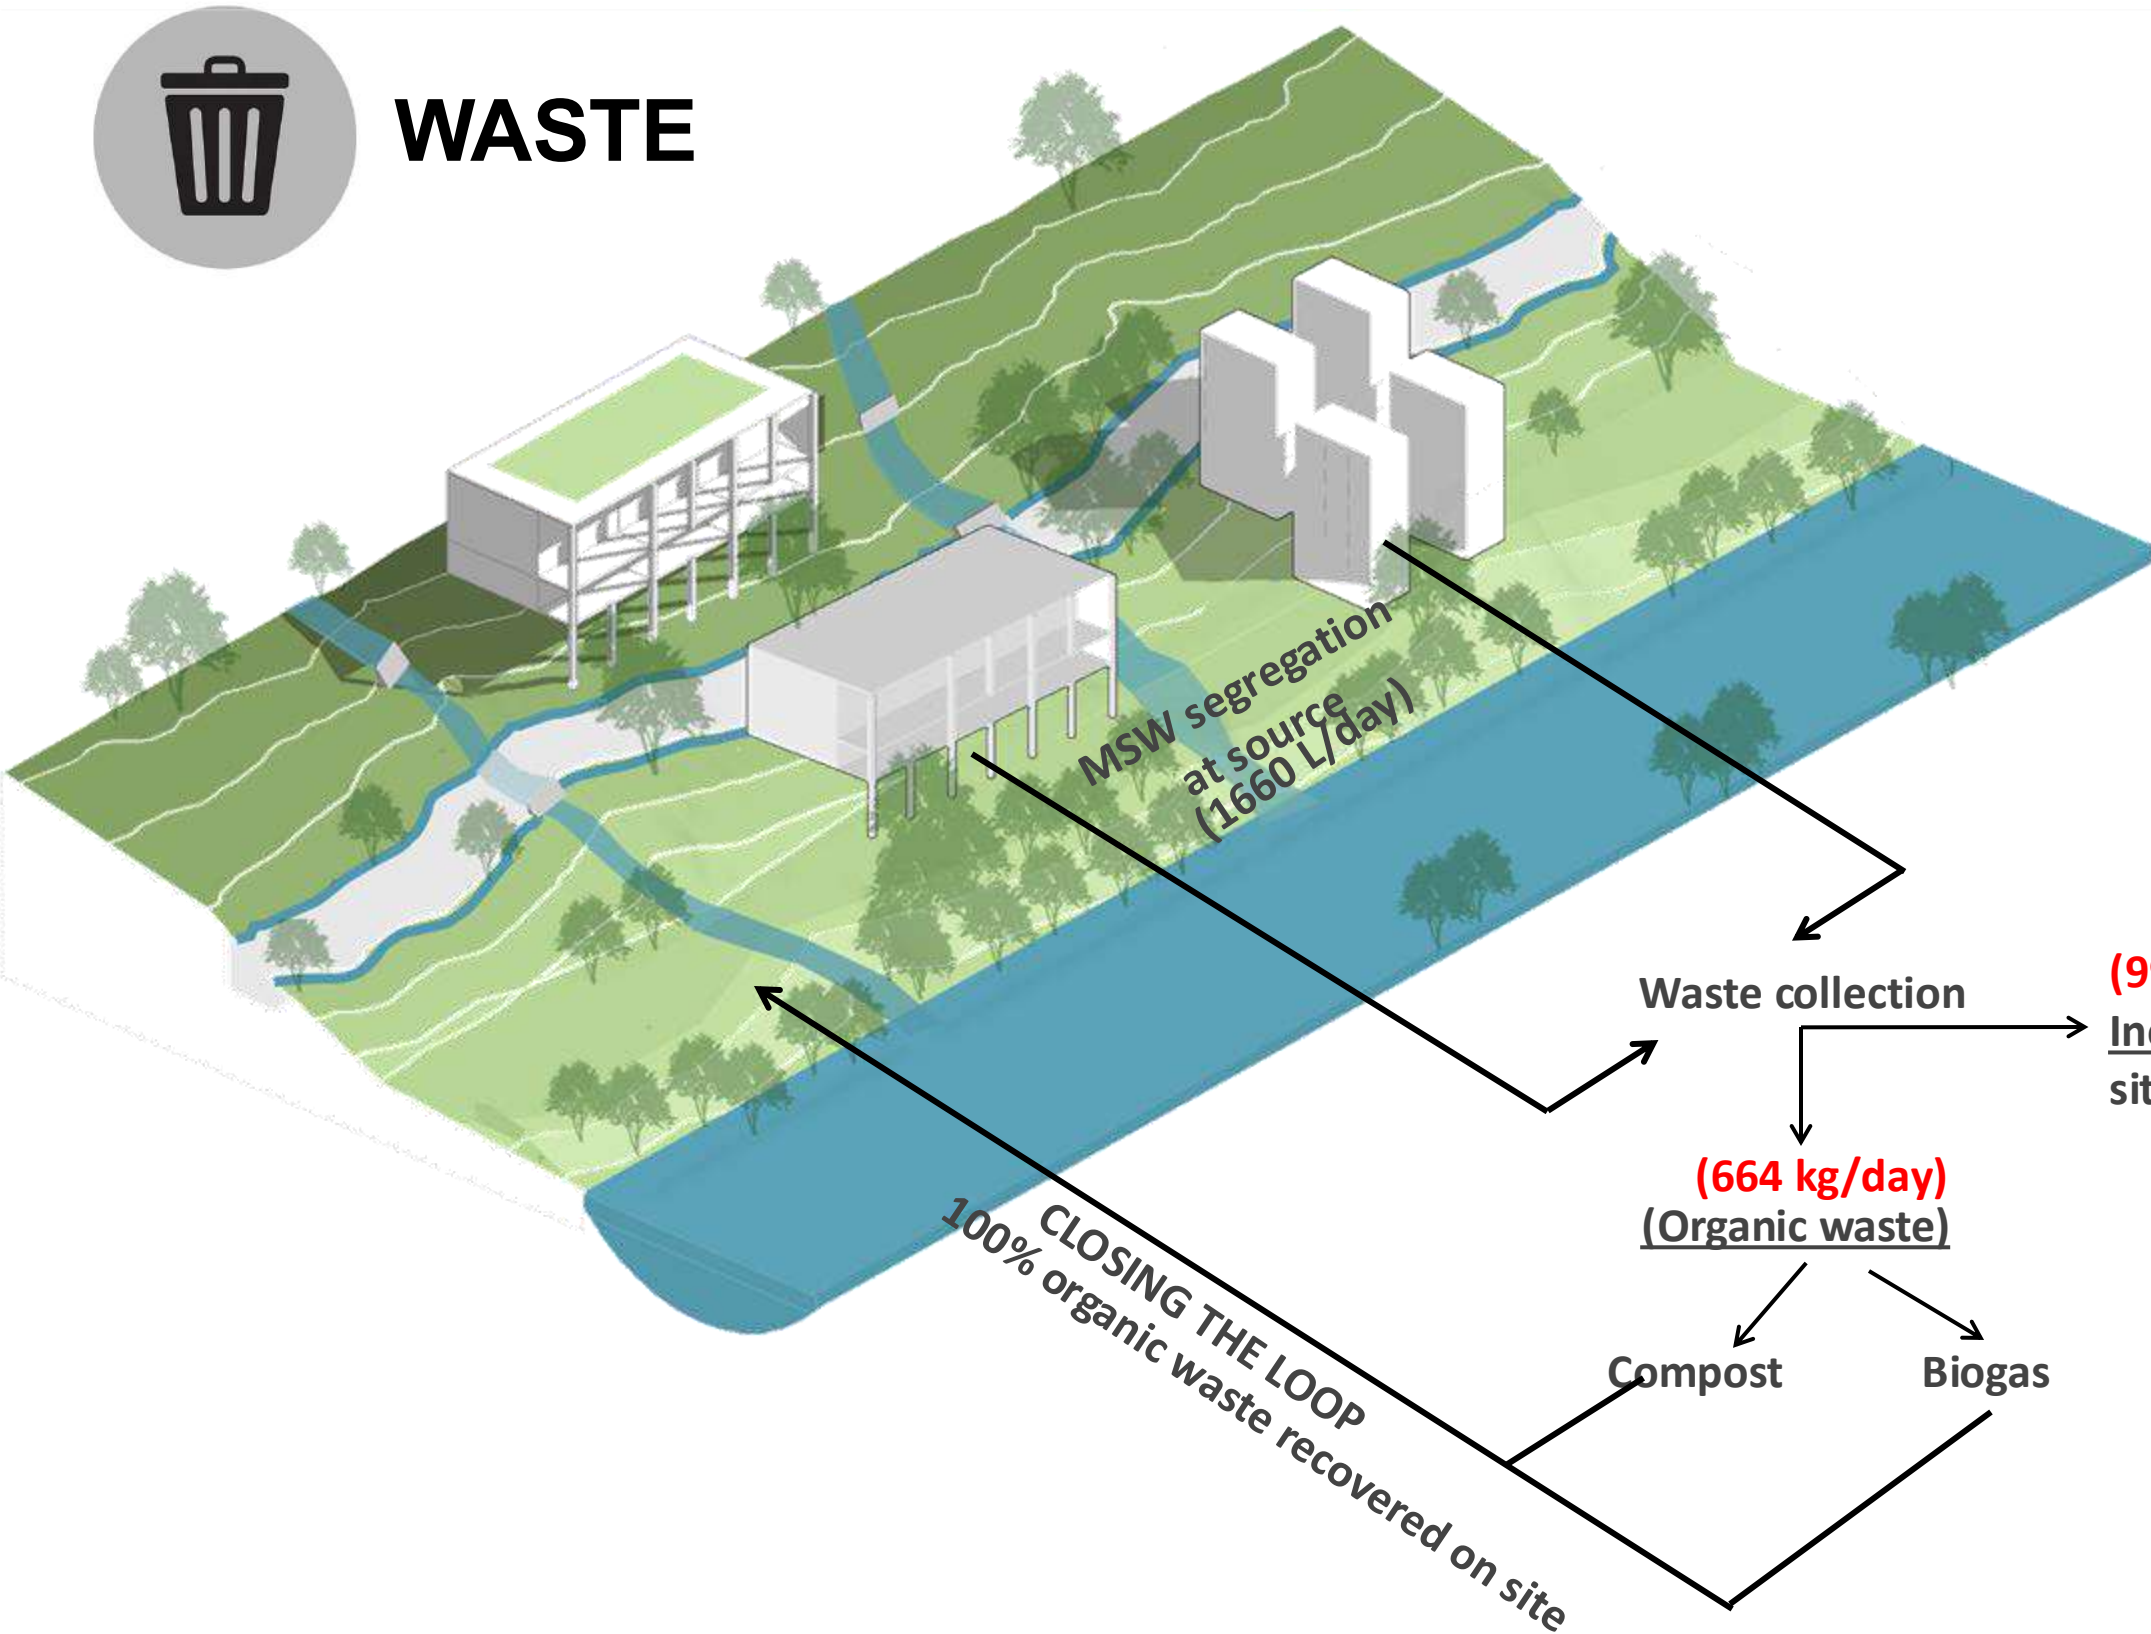 WASTE
MSW segregation
at source
(1660 L/day)
Waste collection
(664 kg/day)
(Organic waste)
Compost
Biogas
CLOSING THE LOOP
100% organic waste recovered on site